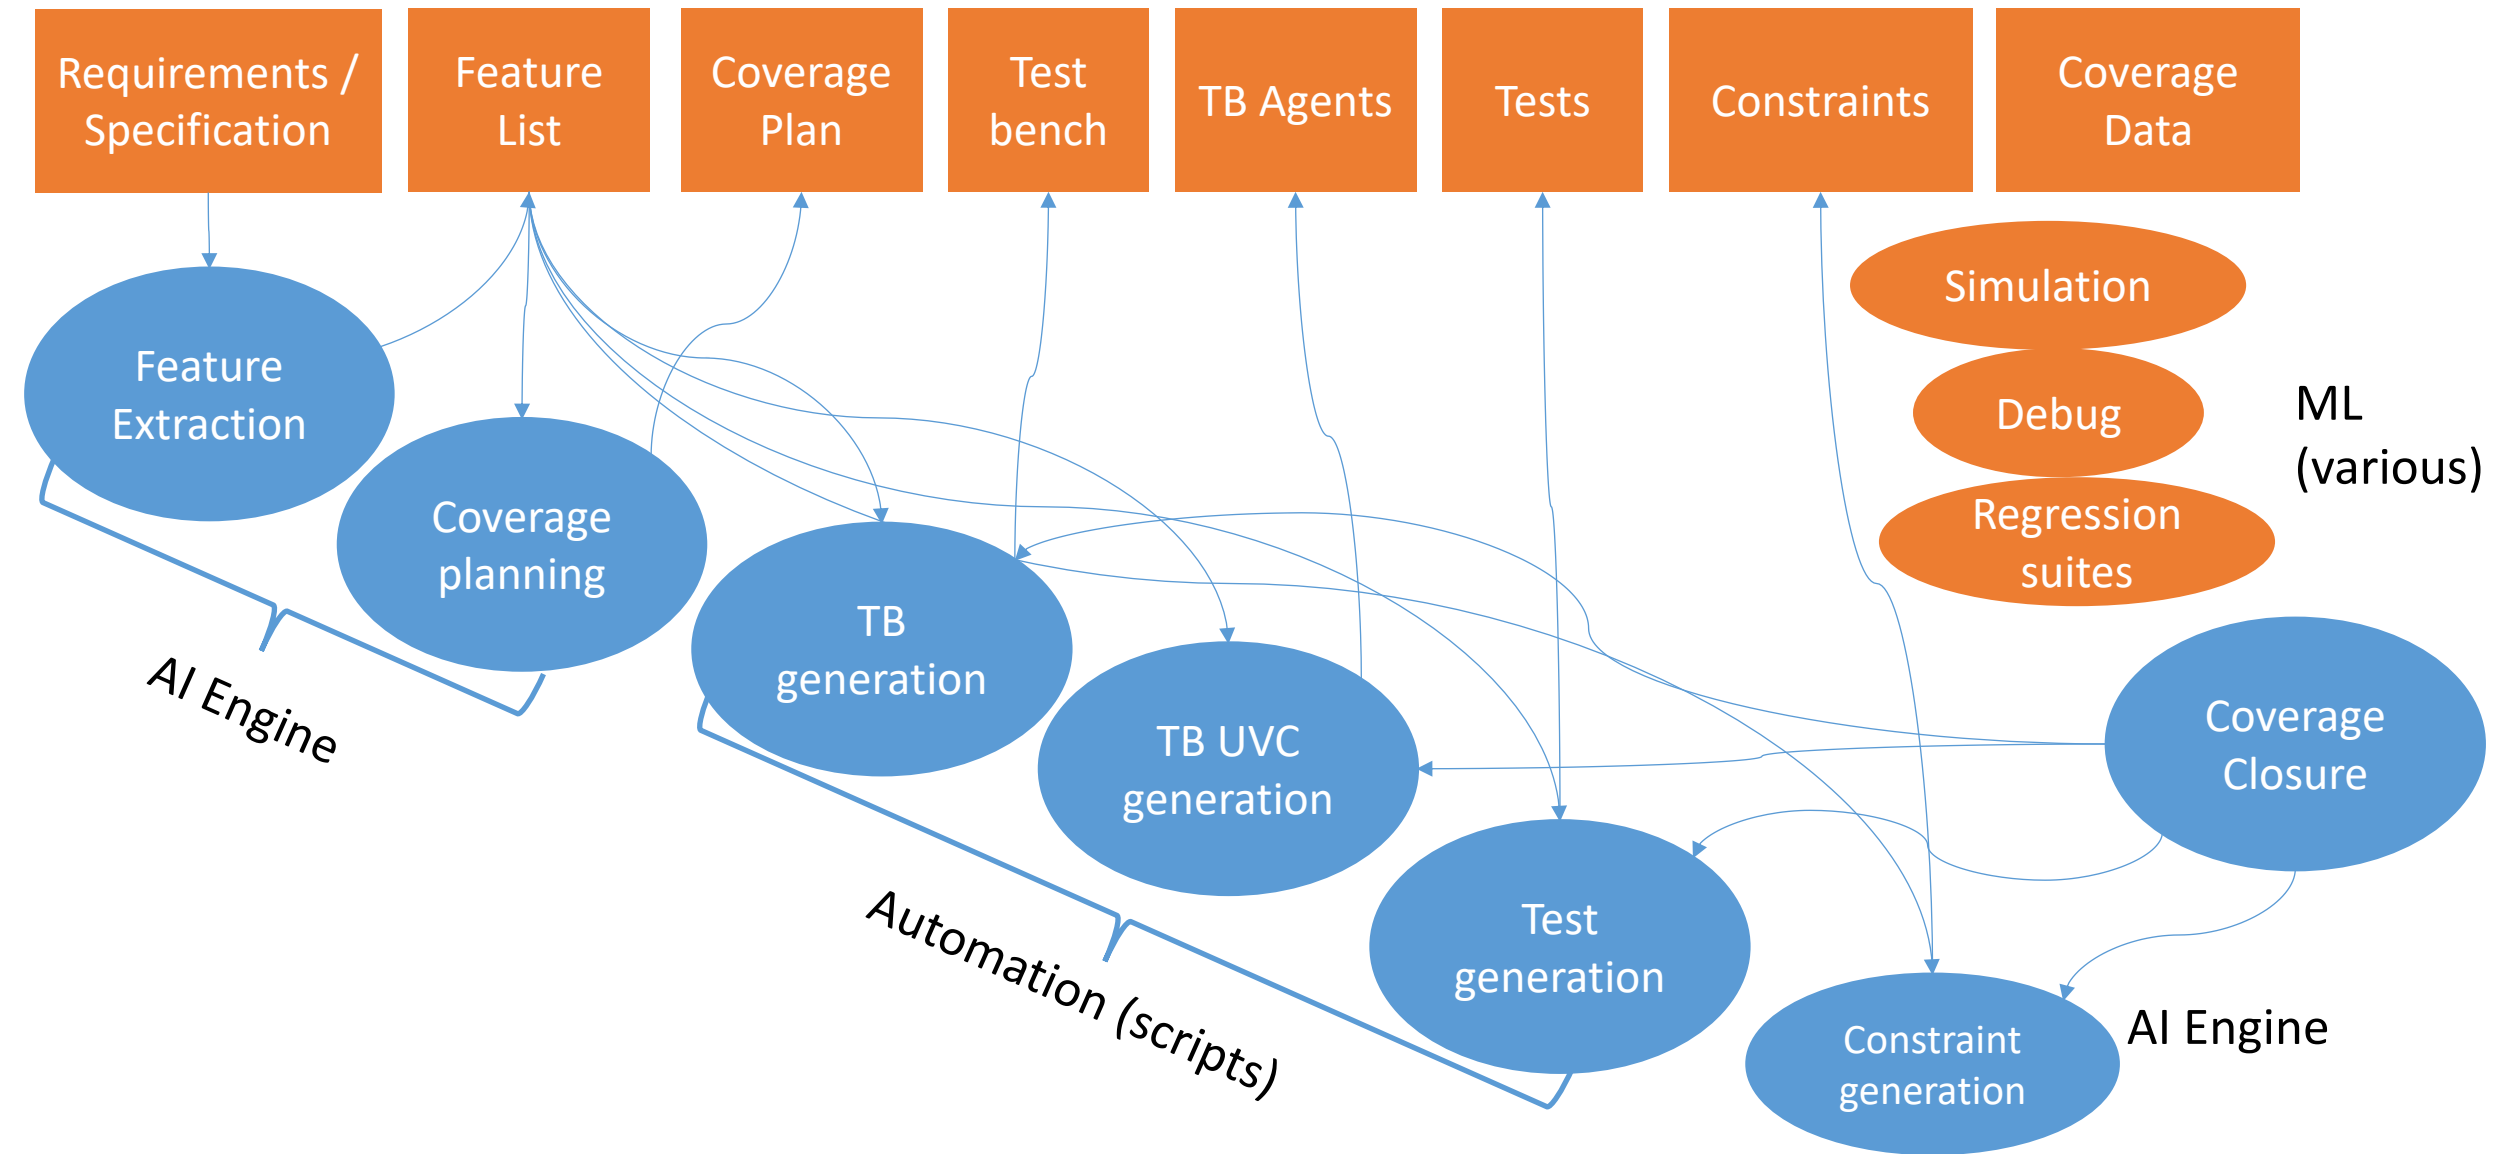 Requirements /
Specification
Feature
List
Coverage
Plan
Test
bench
TB Agents
Tests
Constraints
Coverage
Data
Simulation
Debug
Regression
suites
ML
(various)
Feature
Extraction
Coverage
planning
TB
generation
TB UVC
generation
Test
generation
Constraint
generation
Coverage
Closure
AI Engine
Automation (scripts)
AI Engine